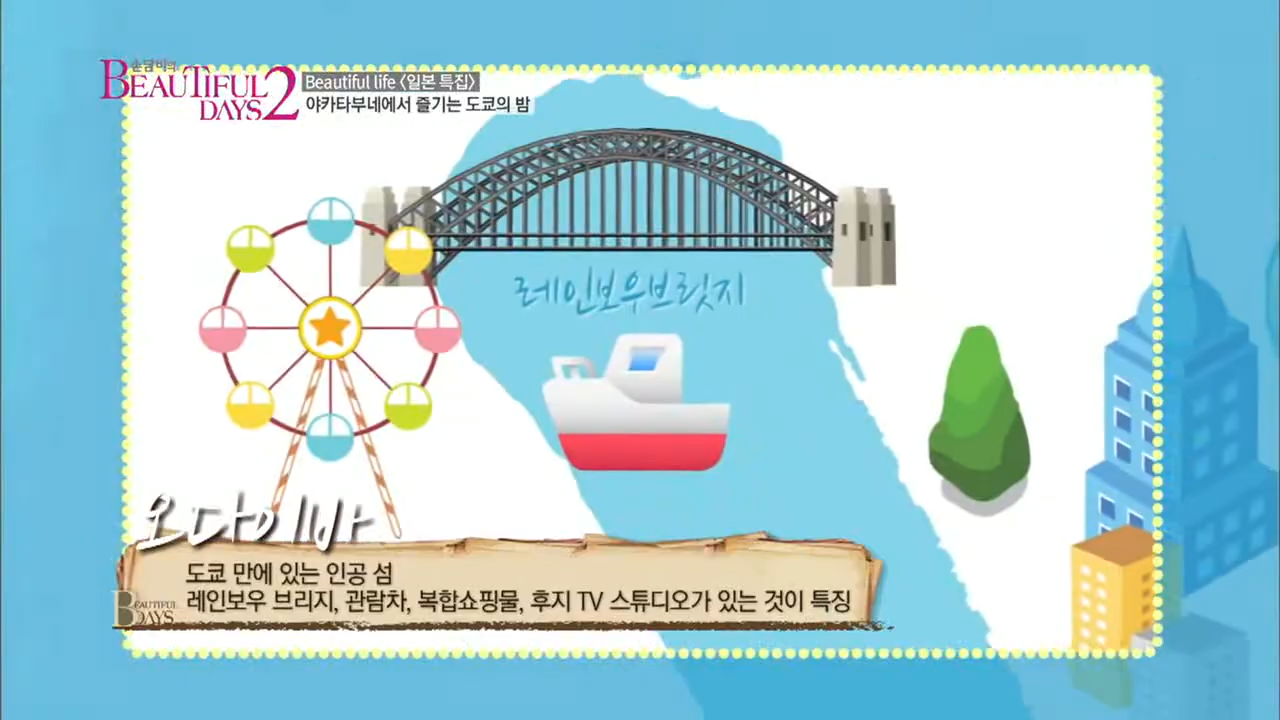 손담비의
BEAUTIFUL
DAYS 2
Beautiful life <일본 특집>
야카타부네에서 즐기는 도쿄의 밤
레인보우브릿지
오다이바
도쿄 만에 있는 인공 섬
레인보우 브리지, 관람차, 복합쇼핑몰, 후지 TV 스튜디오가 있는 것이 특징
BEAUTIFUL
DAYS